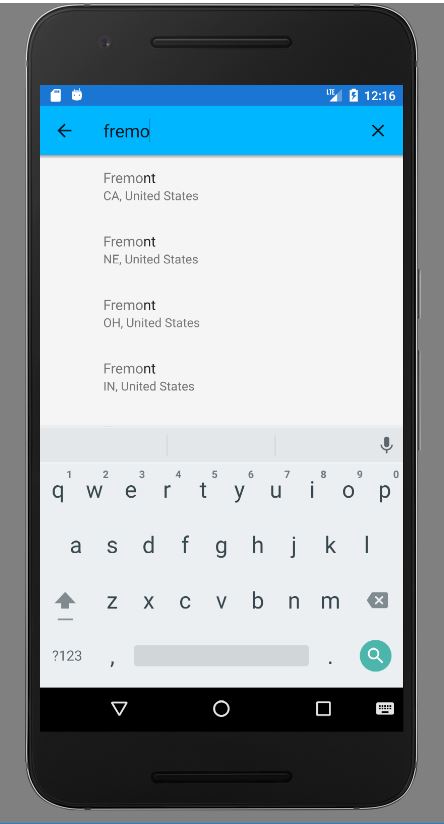 LTE 12:16
fremo
Fremont
CA, United States
Fremont
NE, United States
Fremont
OH, United States
Fremont
IN, United States
1 2 3 4 5 6 7 8 9 0
q w e r t y u i o p
a s d f g h j k l
z x c v b n m
?123 , .